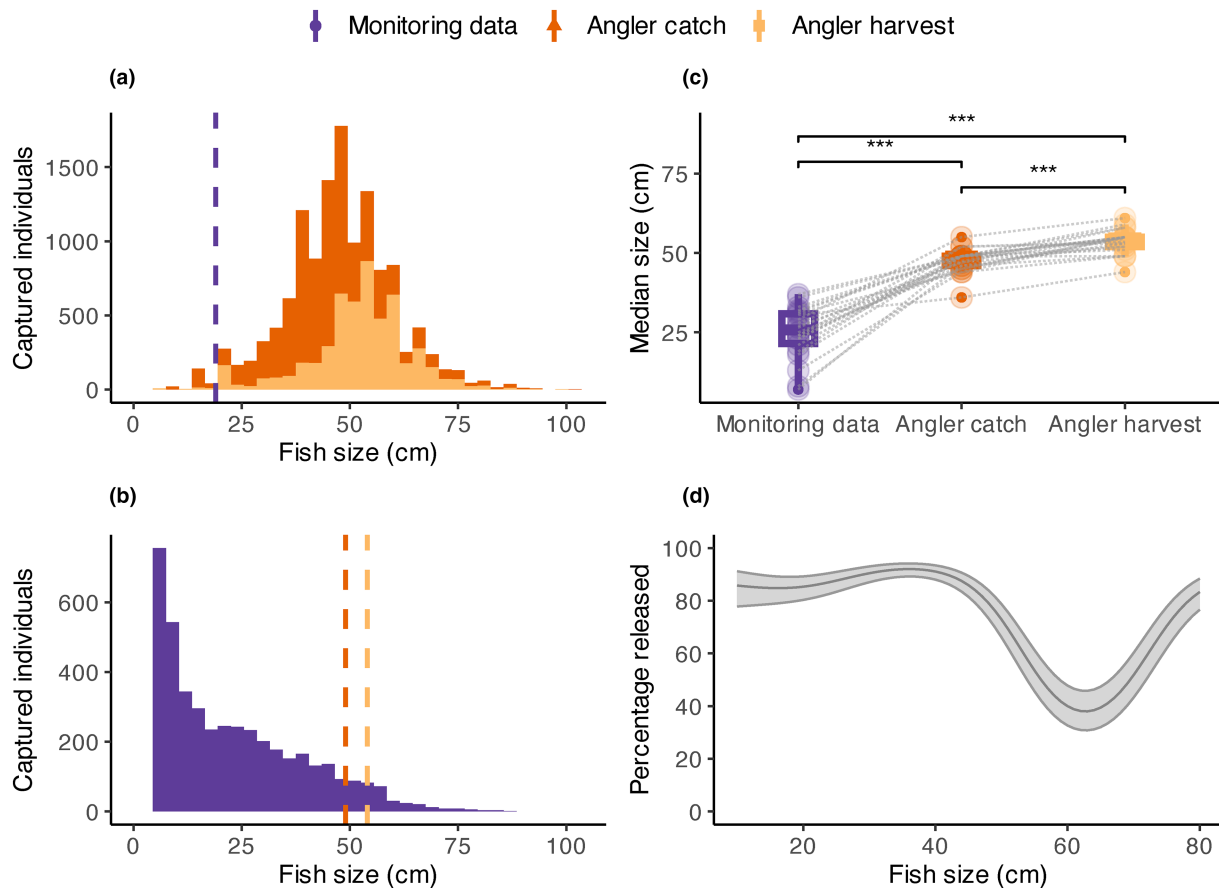 Monitoring data Angler catch Angler harvest
(a)
Captured individuals
1500
1000
500
0
0 25 50 75 100
Fish size (cm)
(c)
Median size (cm)
75
50
25
***
***
***
Monitoring data Angler catch Angler harvest
(b)
Captured individuals
600
400
200
0
0 25 50 75 100
Fish size (cm)
(d)
Percentage released
100
80
60
40
20
0
20 40 60 80
Fish size (cm)